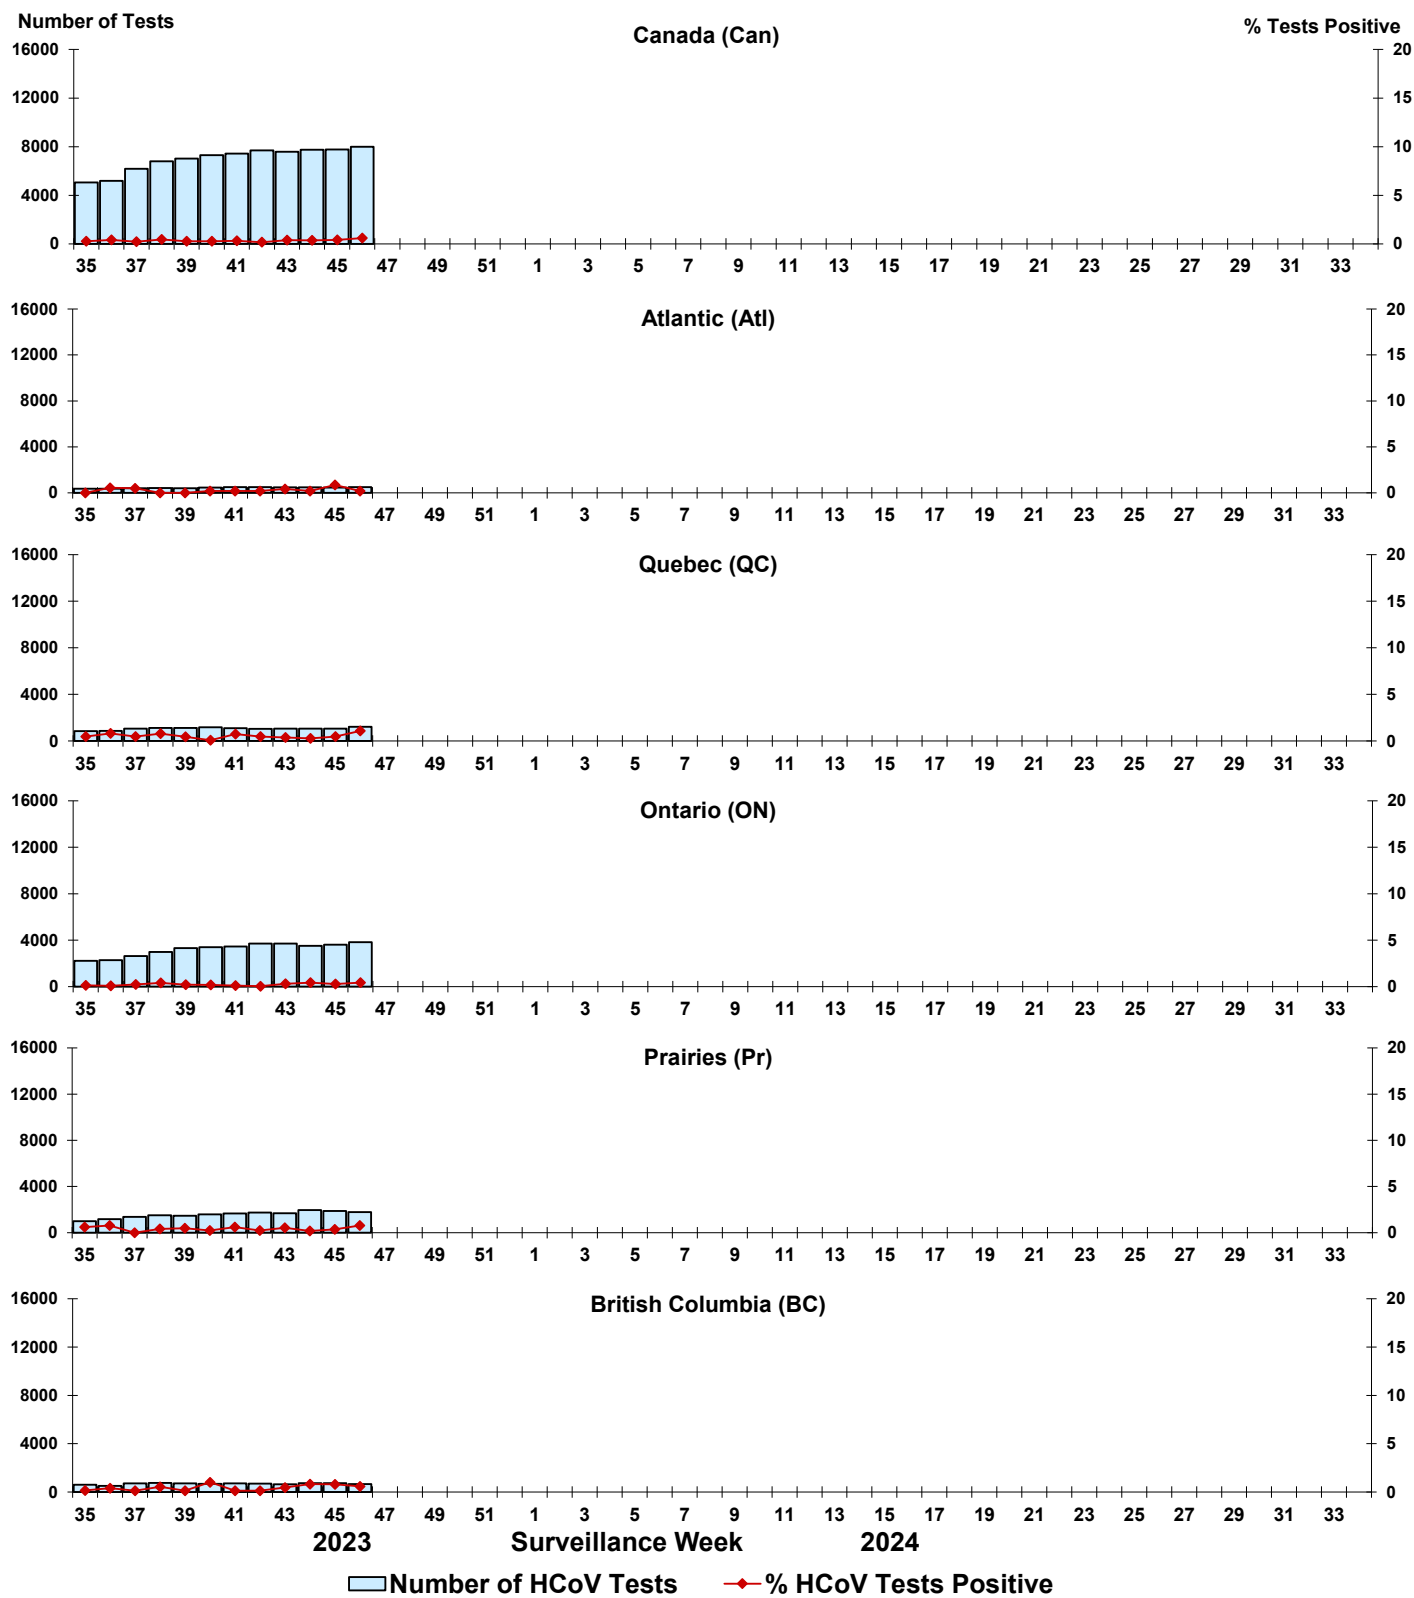 Number of Tests
Canada (Can)
% Tests Positive
16000 20
12000 15
8000 10
4000 5
0 0
35 37 39 41 43 45 47 49 51 1 3 5 7 9 11 13 15 17 19 21 23 25 27 29 31 33
Atlantic (Atl)
16000 20
12000 15
8000 10
4000 5
0 0
35 37 39 41 43 45 47 49 51 1 3 5 7 9 11 13 15 17 19 21 23 25 27 29 31 33
Quebec (QC)
16000 20
12000 15
8000 10
4000 5
0 0
35 37 39 41 43 45 47 49 51 1 3 5 7 9 11 13 15 17 19 21 23 25 27 29 31 33
Ontario (ON)
16000 20
12000 15
8000 10
4000 5
0 0
35 37 39 41 43 45 47 49 51 1 3 5 7 9 11 13 15 17 19 21 23 25 27 29 31 33
Prairies (Pr)
16000 20
12000 15
8000 10
4000 5
0 0
35 37 39 41 43 45 47 49 51 1 3 5 7 9 11 13 15 17 19 21 23 25 27 29 31 33
British Columbia (BC)
16000 20
12000 15
8000 10
4000 5
0 0
35 37 39 41 43 45 47 49 51 1 3 5 7 9 11 13 15 17 19 21 23 25 27 29 31 33
2023 Surveillance Week 2024
Number of HCoV Tests % HCoV Tests Positive